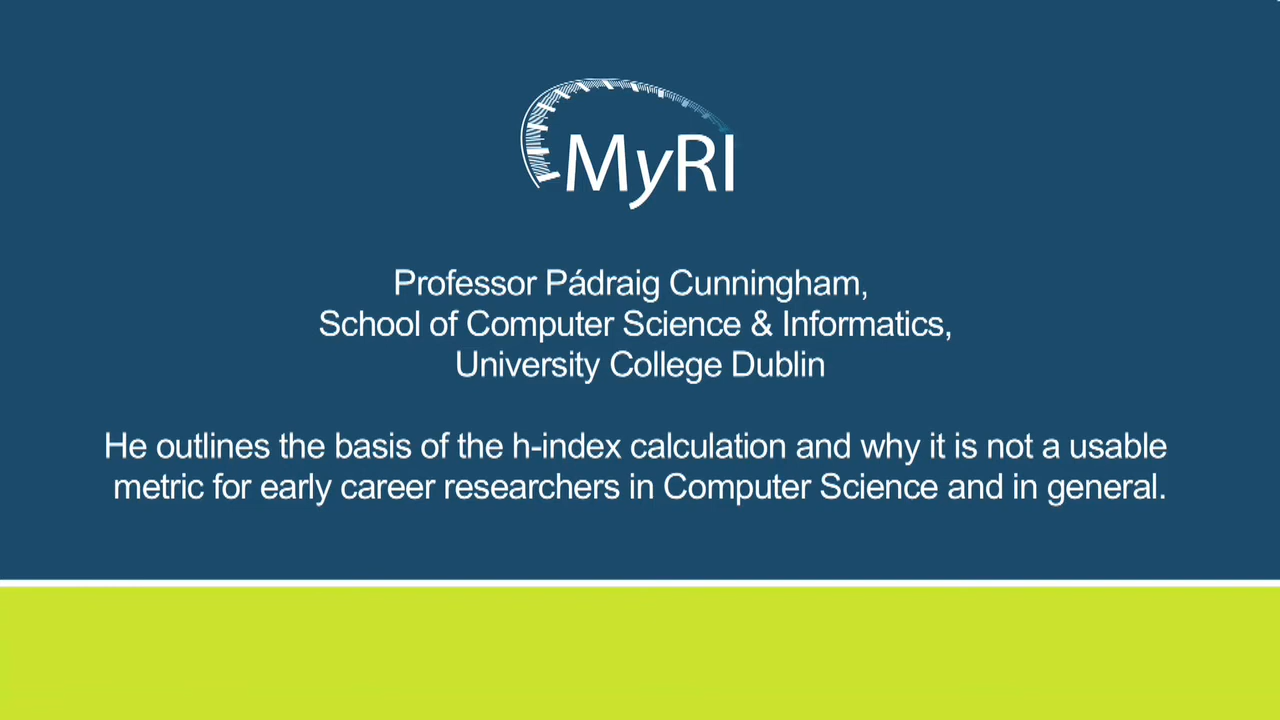 MyRI
Professor Pádraig Cunningham,
School of Computer Science & Informatics,
University College Dublin
He outlines the basis of the h-index calculation and why it is not a usable
metric for early career researchers in Computer Science and in general.